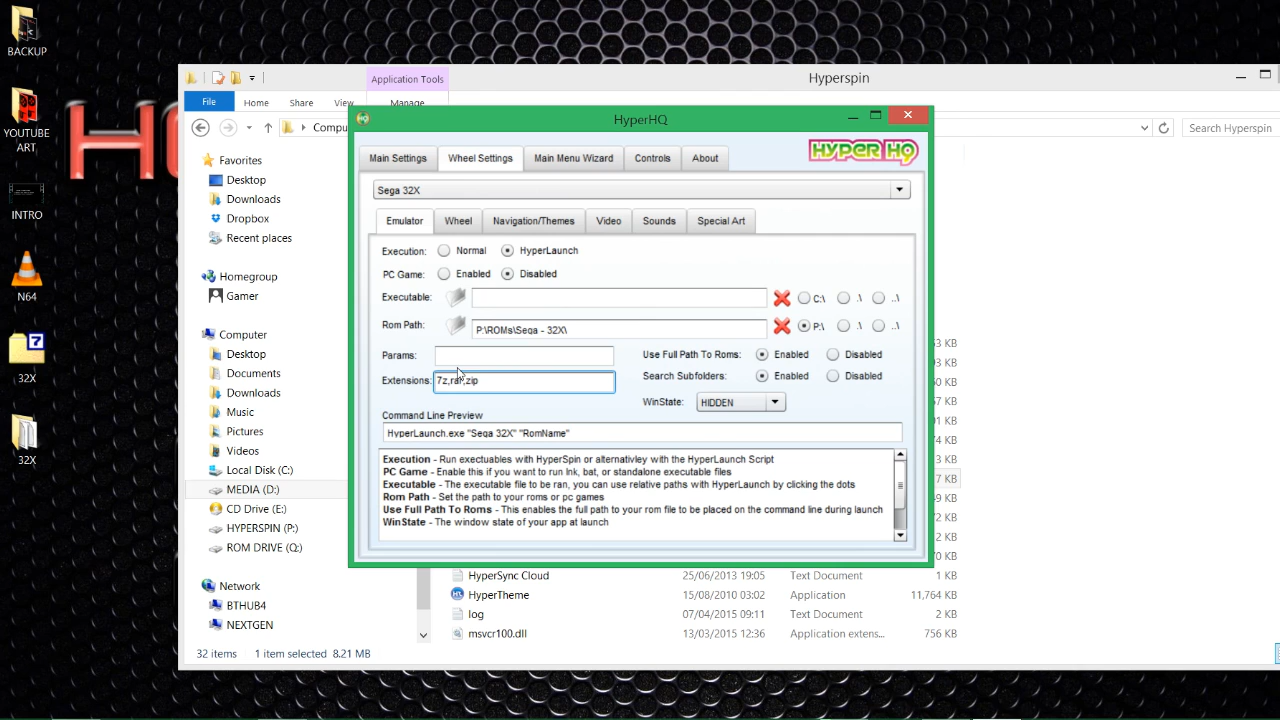 BACKUP
YOUTUBE
ART
INTRO
N64
7
32X
32X
Application Tools
Hyperspin
File
Home
Share
View
Manage
Compu
Search Hyperspin
Favorites
Desktop
Downloads
Dropbox
Recent places
Homegroup
Gamer
Computer
Desktop
Documents
Downloads
Music
Pictures
Videos
Local Disk (C:)
MEDIA (D:)
CD Drive (E:)
HYPERSPIN (P:)
ROM DRIVE (Q:)
Network
BTHUB4
NEXTGEN
32 items 1 item selected 8.21 MB
HyperHQ
HYPER HQ
Main Settings Wheel Settings Main Menu Wizard Controls About
Sega 32X
Emulator Wheel Navigation/Themes Video Sounds Special Art
Execution: Normal HyperLaunch
PC Game: Enabled Disabled
Executable: C:\ .\ ..\
Rom Path: P:\ROMs\Sega - 32X\ P:\ .\ ..\
Params: Use Full Path To Roms: Enabled Disabled
Extensions: 7z,rar,zip Search Subfolders: Enabled Disabled
WinState: HIDDEN
Command Line Preview
HyperLaunch.exe "Sega 32X" "RomName"
Execution - Run exectuables with HyperSpin or alternativley with the HyperLaunch Script
PC Game - Enable this if you want to run lnk, bat, or standalone executable files
Executable - The executable file to be ran, you can use relative paths with HyperLaunch by clicking the dots
Rom Path - Set the path to your roms or pc games
Use Full Path To Roms - This enables the full path to your rom file to be placed on the command line during launch
WinState - The window state of your app at launch
HyperSync Cloud 25/06/2013 19:05 Text Document 1 KB
HyperTheme 15/08/2010 03:02 Application 11,764 KB
log 07/04/2015 09:11 Text Document 2 KB
msvcr100.dll 13/03/2015 12:36 Application extens... 756 KB